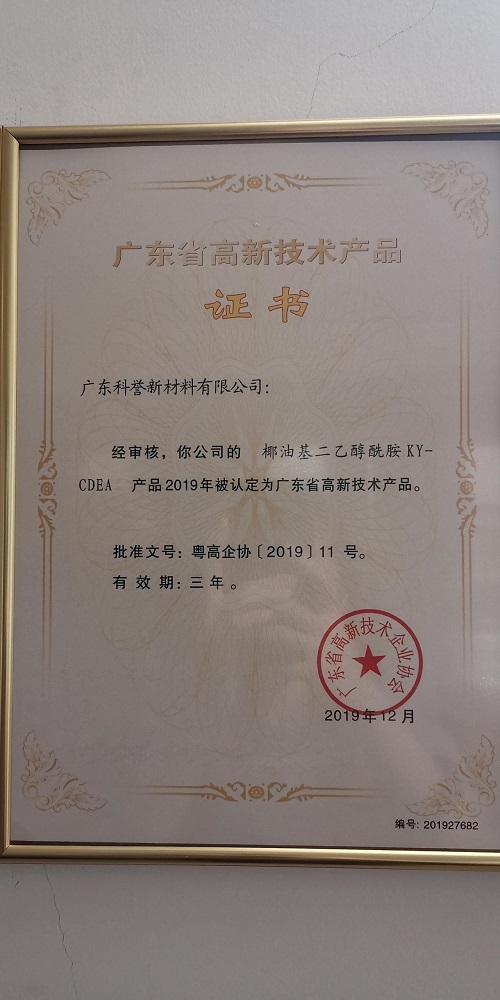 广东省高新技术产品
证书
广东科誉新材料有限公司：
经审核，你公司的 椰油基二乙醇酰胺KY-
CDEA 产品2019年被认定为广东省高新技术产品。
批准文号：粤高企协〔2019〕11 号。
有 效 期：三 年 。
广东省高新技术企业协会
2019年12月
编号：201927682